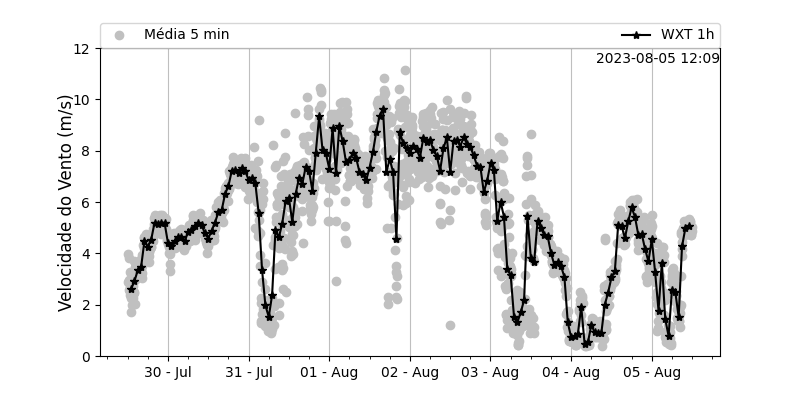 Média 5 min
WXT 1h
2023-08-05 12:09
Velocidade do Vento (m/s)
12
10
8
6
4
2
0
30 - Jul
31 - Jul
01 - Aug
02 - Aug
03 - Aug
04 - Aug
05 - Aug